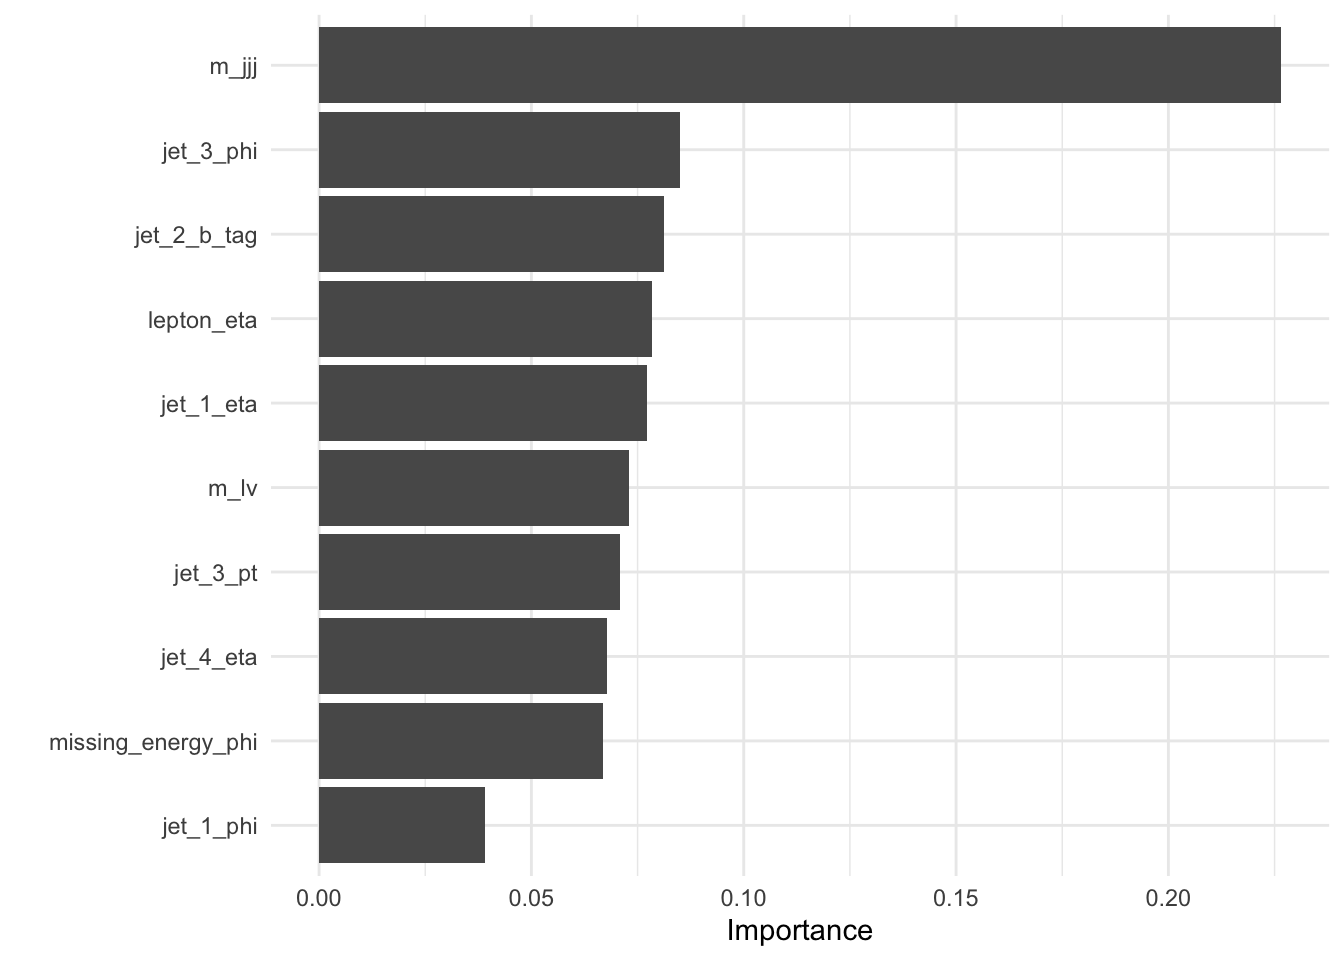 m_jjj
jet_3_phi
jet_2_b_tag
lepton_eta
jet_1_eta
m_lv
jet_3_pt
jet_4_eta
missing_energy_phi
jet_1_phi
0.00 0.05 0.10 0.15 0.20
Importance